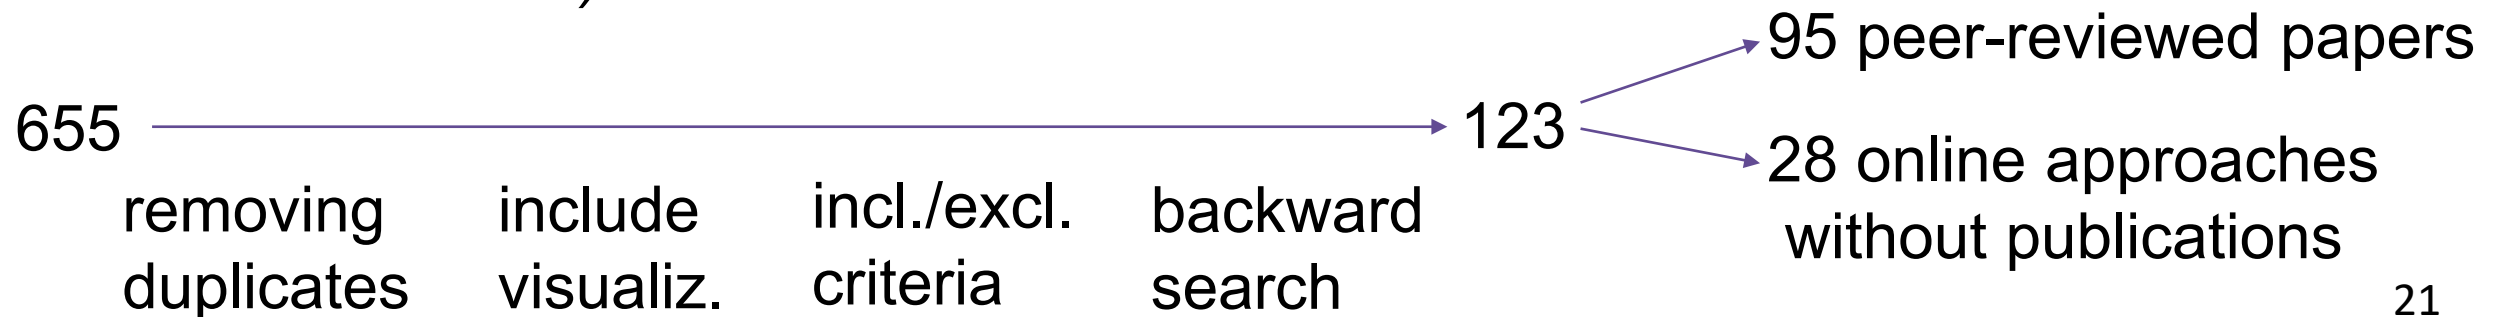 95 peer-reviewed papers
655
123
28 online approaches
without publications
removing
duplicates
include
visualiz.
incl./excl.
criteria
backward
search
21